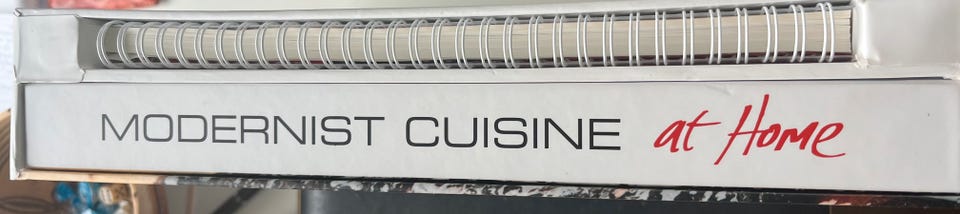 MODERNIST CUISINE at Home